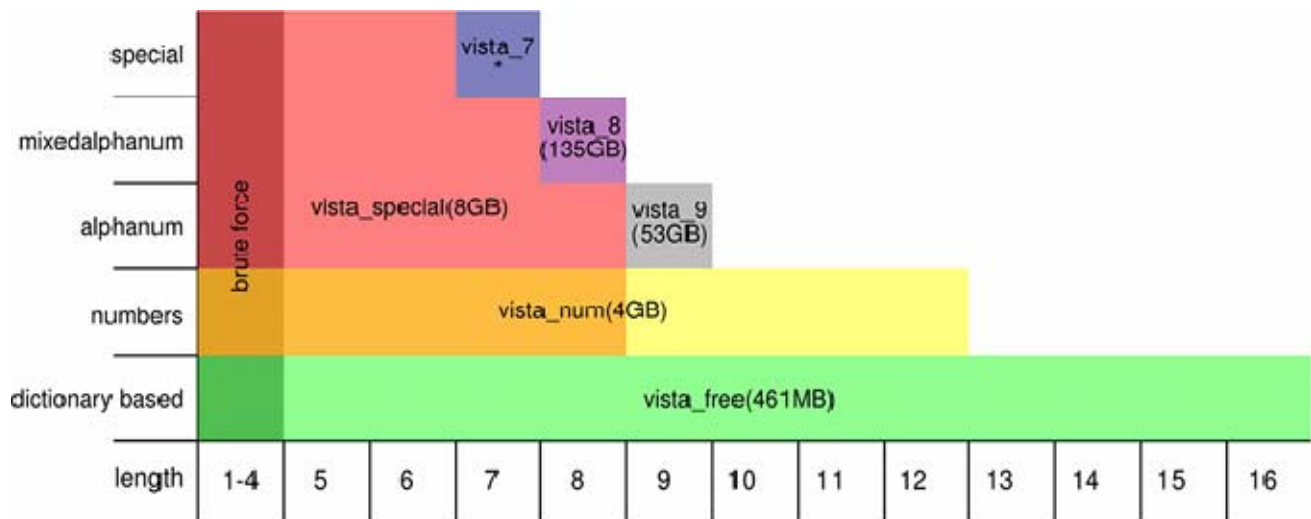 special
vista_7
*
mixedalphanum
vista_8
(135GB)
alphanum
brute force
vista_special(8GB)
vista_9
(53GB)
numbers
vista_num(4GB)
dictionary based
vista_free(461MB)
length 1-4 5 6 7 8 9 10 11 12 13 14 15 16